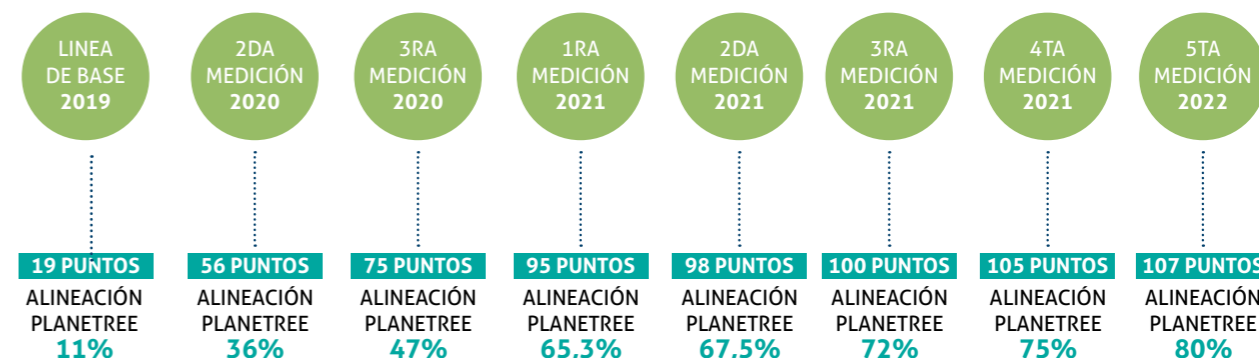 LINEA
DE BASE
2019
2DA
MEDICIÓN
2020
3RA
MEDICIÓN
2020
1RA
MEDICIÓN
2021
2DA
MEDICIÓN
2021
3RA
MEDICIÓN
2021
4TA
MEDICIÓN
2021
5TA
MEDICIÓN
2022
19 PUNTOS
ALINEACIÓN
PLANETREE
11%
56 PUNTOS
ALINEACIÓN
PLANETREE
36%
75 PUNTOS
ALINEACIÓN
PLANETREE
47%
95 PUNTOS
ALINEACIÓN
PLANETREE
65,3%
98 PUNTOS
ALINEACIÓN
PLANETREE
67,5%
100 PUNTOS
ALINEACIÓN
PLANETREE
72%
105 PUNTOS
ALINEACIÓN
PLANETREE
75%
107 PUNTOS
ALINEACIÓN
PLANETREE
80%